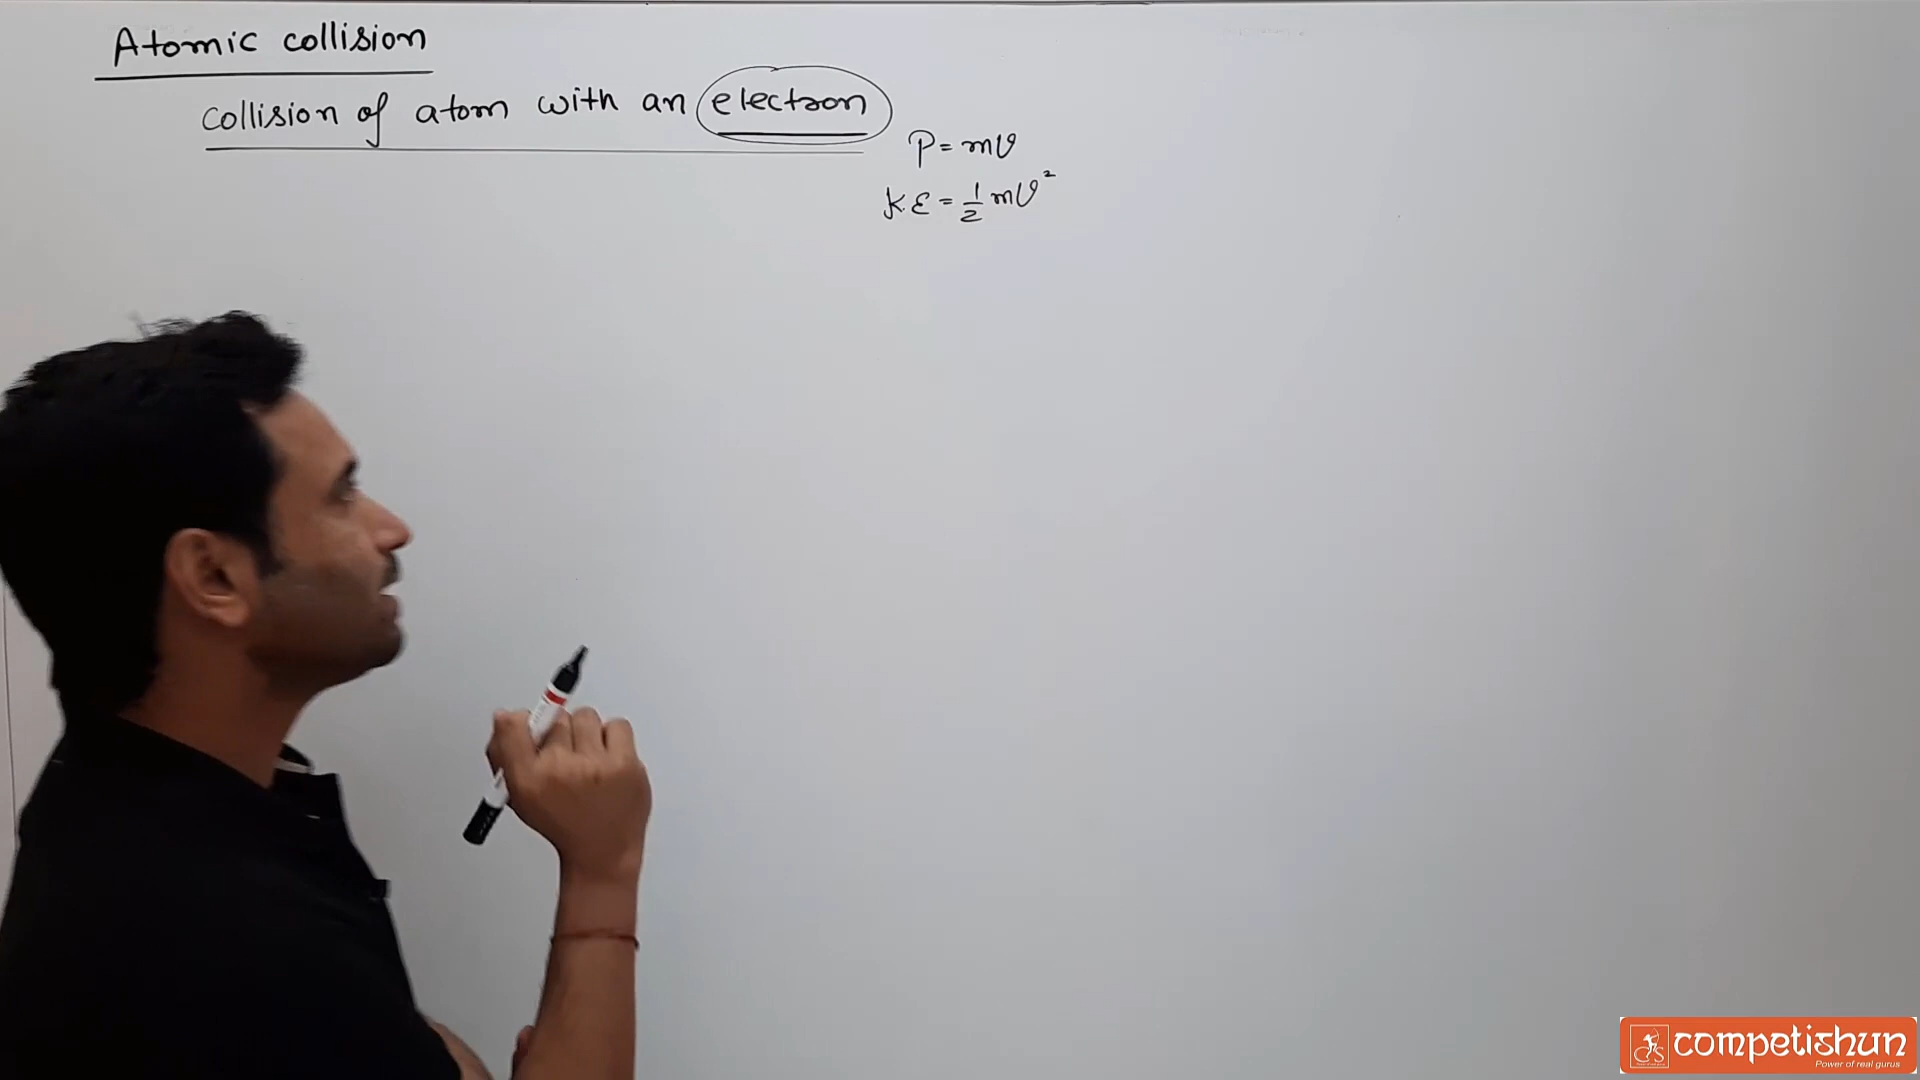 Atomic collision
collision of atom with an electron
P = mv
K.E = 1/2 mv²
competishun
Power of real gurus